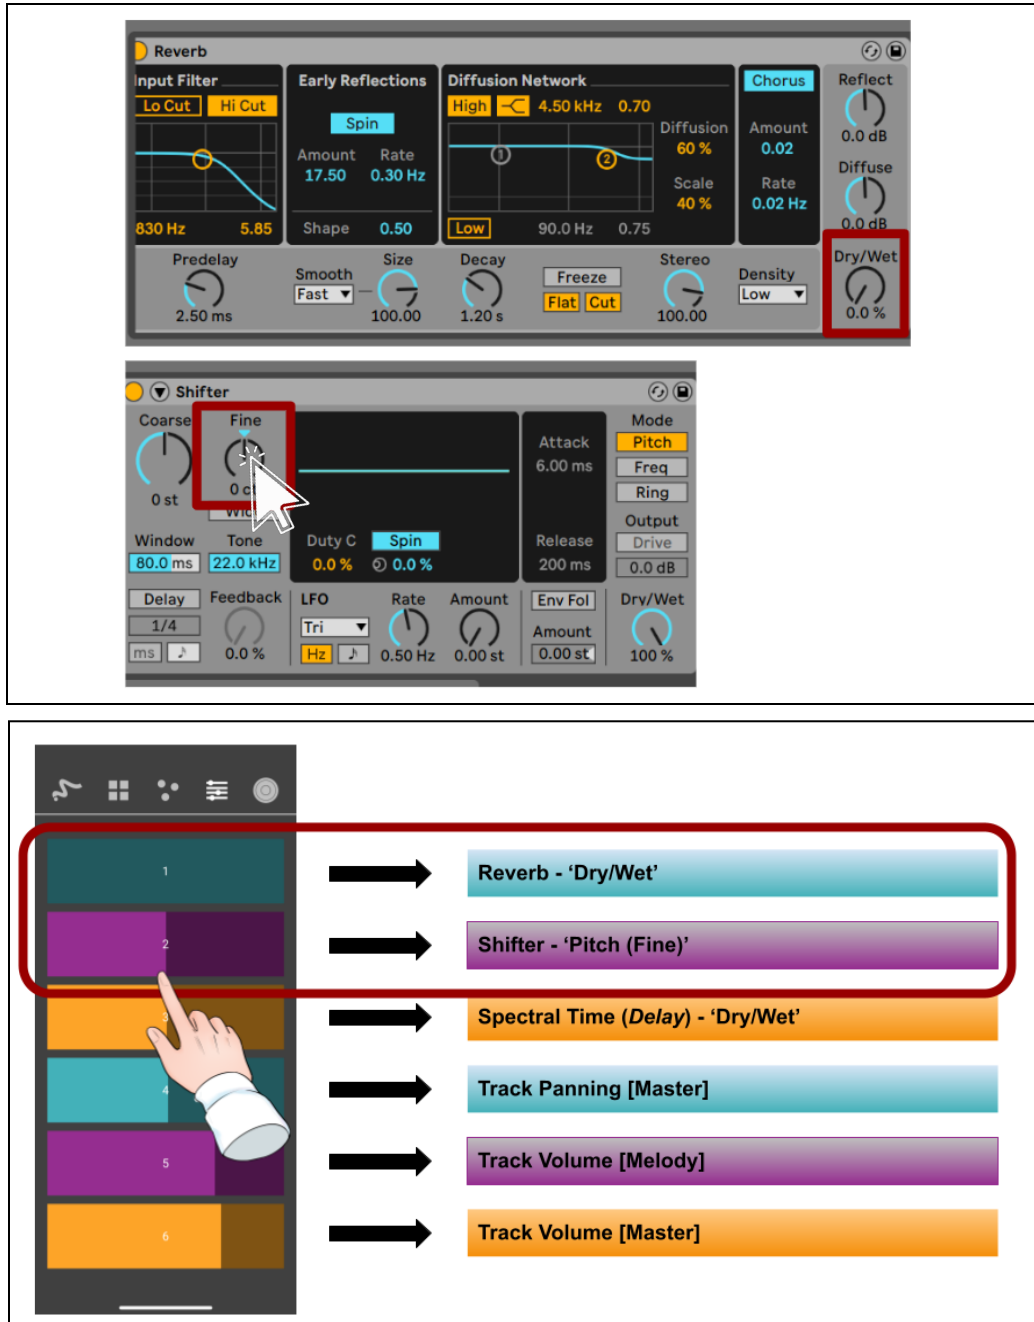 Reverb
Input Filter
Early Reflections
Diffusion Network
Chorus
Reflect
Lo Cut
Hi Cut
Spin
High
4.50 kHz
0.70
0.0 dB
Amount
Rate
17.50
0.30 Hz
1
2
Diffusion
60 %
Scale
40 %
Amount
0.02
Rate
0.02 Hz
Diffuse
0.0 dB
830 Hz
5.85
Shape
0.50
Low
90.0 Hz
0.75
Predelay
2.50 ms
Smooth
Fast
Size
100.00
Decay
1.20 s
Freeze
Flat
Cut
Stereo
100.00
Density
Low
Dry/Wet
0.0 %
Shifter
Coarse
Fine
0 st
0 c
Attack
6.00 ms
Mode
Pitch
Freq
Ring
Window
Tone
80.0 ms
22.0 kHz
Duty C
Spin
0.0 %
0.0 %
Release
200 ms
Output
Drive
0.0 dB
Delay
1/4
ms
Feedback
0.0 %
LFO
Tri
Hz
Rate
0.50 Hz
Amount
0.00 st
Env Fol
Amount
0.00 st
Dry/Wet
100 %
1
Reverb - ‘Dry/Wet’
2
Shifter - ‘Pitch (Fine)’
Spectral Time (Delay) - ‘Dry/Wet’
4
Track Panning [Master]
5
Track Volume [Melody]
6
Track Volume [Master]